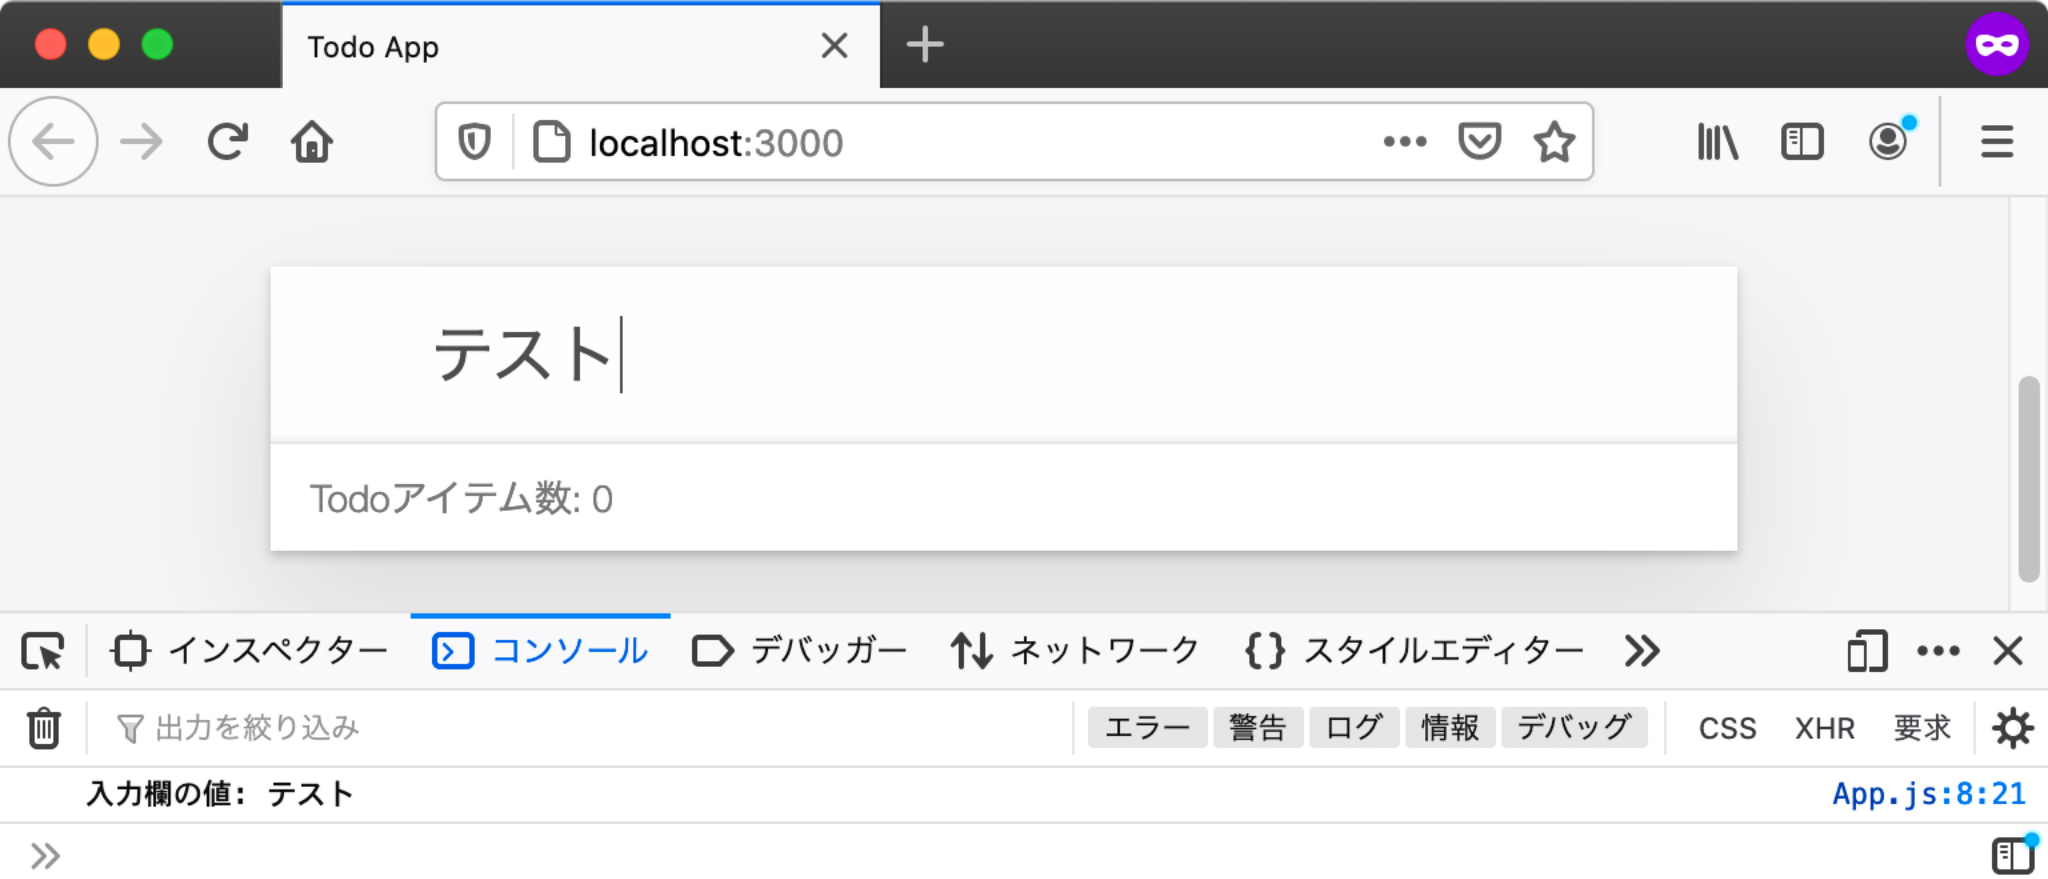 Todo App
localhost:3000
テスト
Todoアイテム数: 0
インスペクター コンソール デバッガー ネットワーク スタイルエディター
出力を絞り込み エラー 警告 ログ 情報 デバッグ CSS XHR 要求
入力欄の値: テスト App.js:8:21